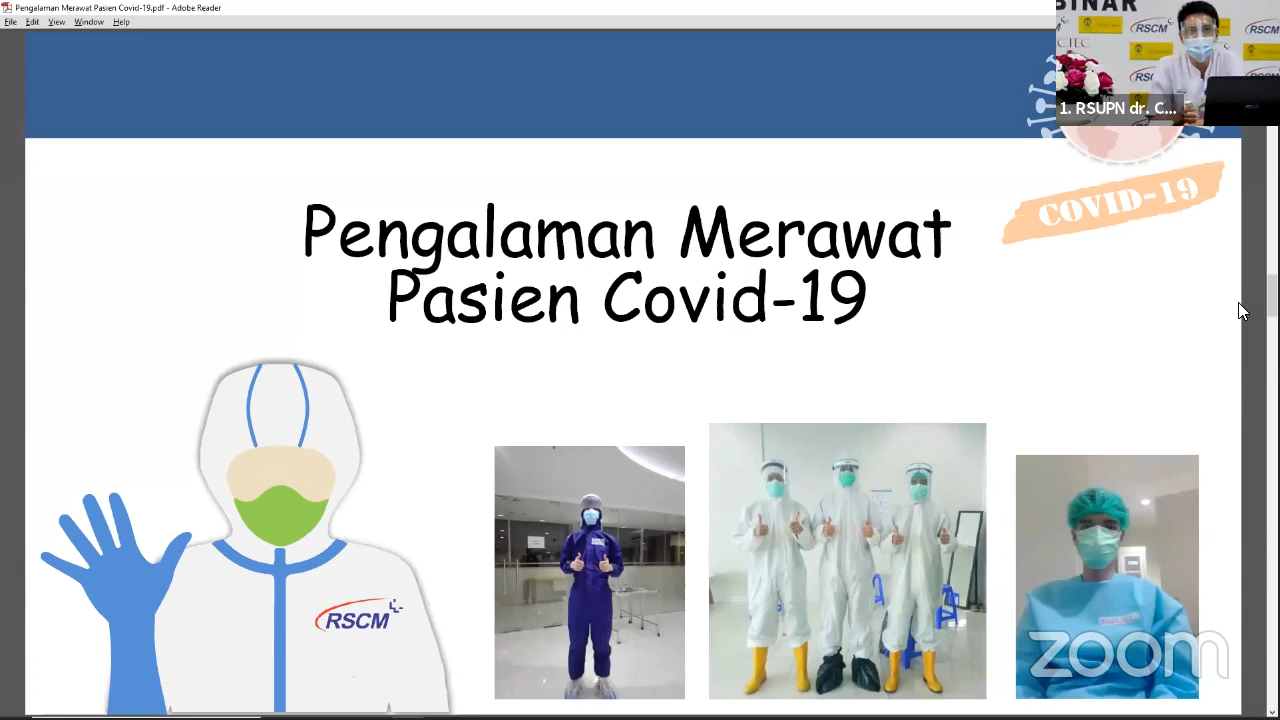 Pengalaman Merawat Pasien Covid-19.pdf - Adobe Reader
File Edit View Window Help
BINAR
RSCM
CTEC
1. RSUPN dr. C...
COVID-19
Pengalaman Merawat
Pasien Covid-19
RSCM
zoom